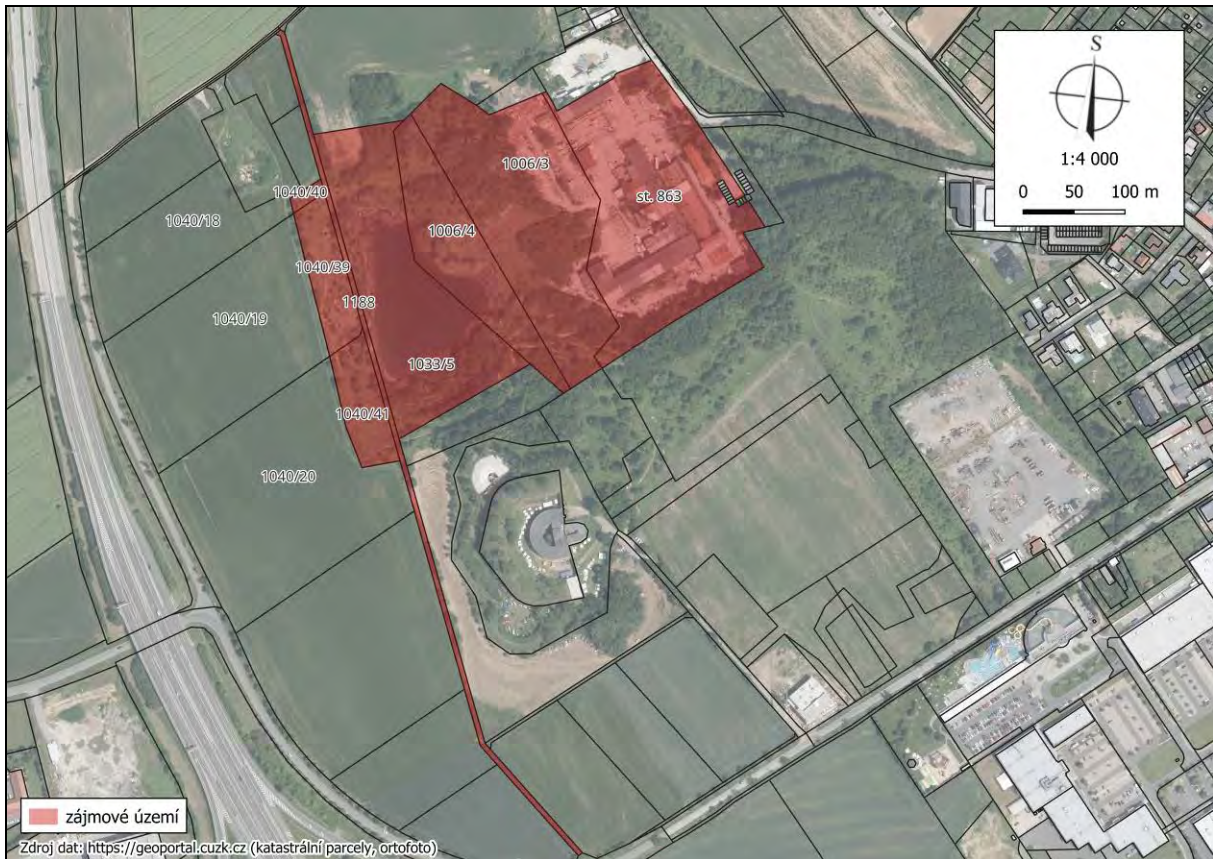 S
1:4 000
0 50 100 m
1006/3
st. 863
1040/40
1040/18
1006/4
1040/39
1188
1040/19
1033/5
1040/41
1040/20
zájmové území
Zdroj dat: https://geoportal.cuzk.cz (katastrální parcely, ortofoto)